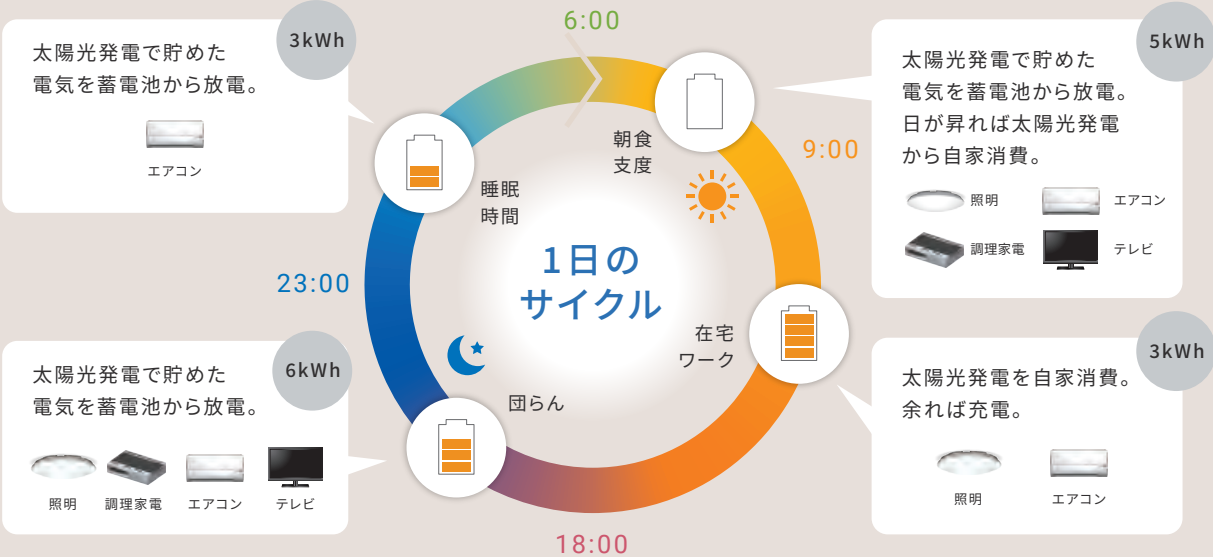 6:00
3kWh
太陽光発電で貯めた
電気を蓄電池から放電。
エアコン
5kWh
太陽光発電で貯めた
電気を蓄電池から放電。
日が昇れば太陽光発電
から自家消費。
照明
エアコン
調理家電
テレビ
朝食
支度
9:00
睡眠
時間
1日の
サイクル
23:00
在宅
ワーク
3kWh
太陽光発電を自家消費。
余れば充電。
照明
エアコン
6kWh
太陽光発電で貯めた
電気を蓄電池から放電。
照明
調理家電
エアコン
テレビ
団らん
18:00